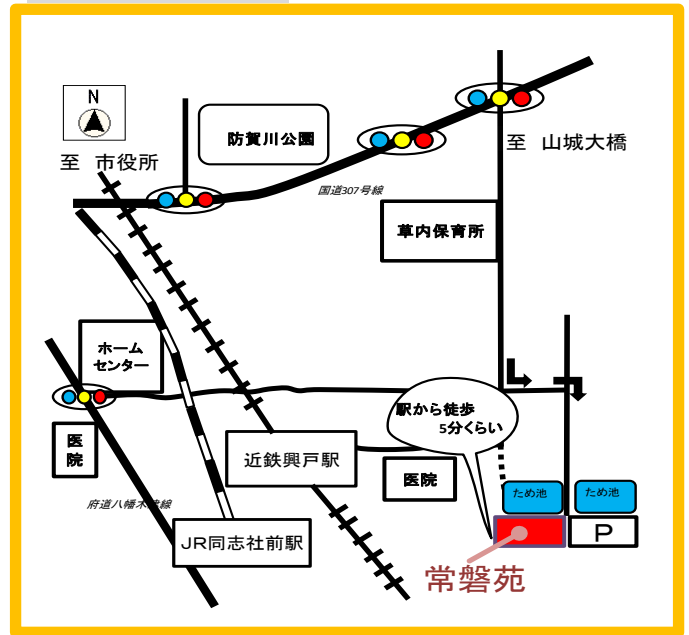 N
防賀川公園
至 市役所
至 山城大橋
国道307号線
草内保育所
ホーム
センター
駅から徒歩
5分くらい
医
院
近鉄興戸駅
医院
ため池
ため池
府道八幡木津線
JR同志社前駅
P
常磐苑